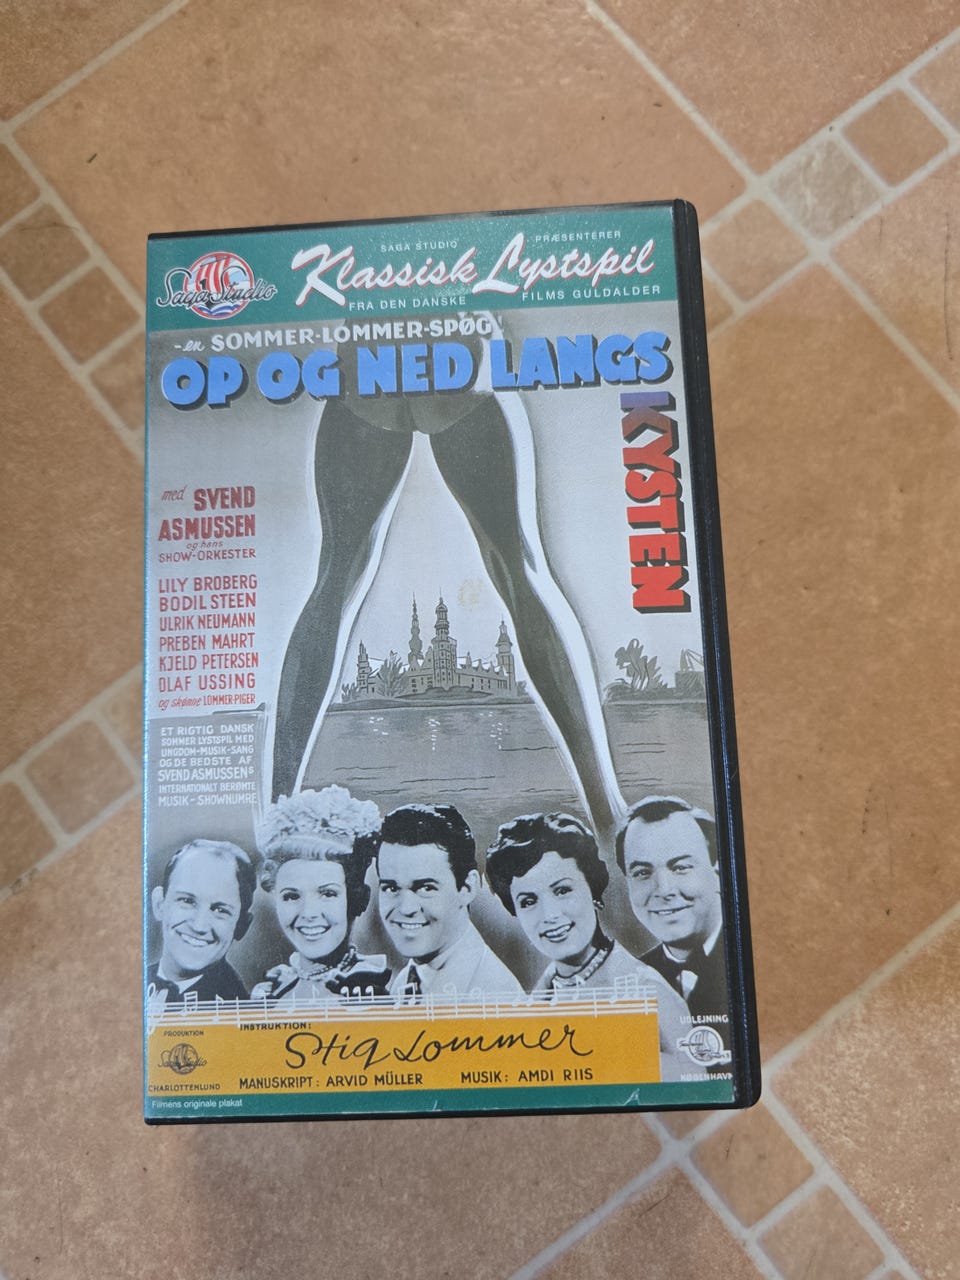 SAGA STUDIO PRÆSENTERER
Saga Studio
Klassisk Lystspil
FRA DEN DANSKE FILMS GULDALDER
- en SOMMER-LOMMER-SPØG!
OP OG NED LANGS
KYSTEN
med SVEND
ASMUSSEN
og hans
SHOW-ORKESTER
LILY BROBERG
BODIL STEEN
ULRIK NEUMANN
PREBEN MAHRT
KJELD PETERSEN
OLAF USSING
og skønne LOMMER-PIGER
ET RIGTIG DANSK
SOMMER LYSTSPIL MED
UNGDOM-MUSIK-SANG
OG DE BEDSTE AF
SVEND ASMUSSENS
INTERNATIONALT BERØMTE
MUSIK - SHOWNUMRE
PRODUKTION
Saga Studio
CHARLOTTENLUND
INSTRUKTION:
Stig Lommer
MANUSKRIPT: ARVID MÜLLER MUSIK: AMDI RIIS
UDLEJNING
KØBENHAVN
Filmens originale plakat